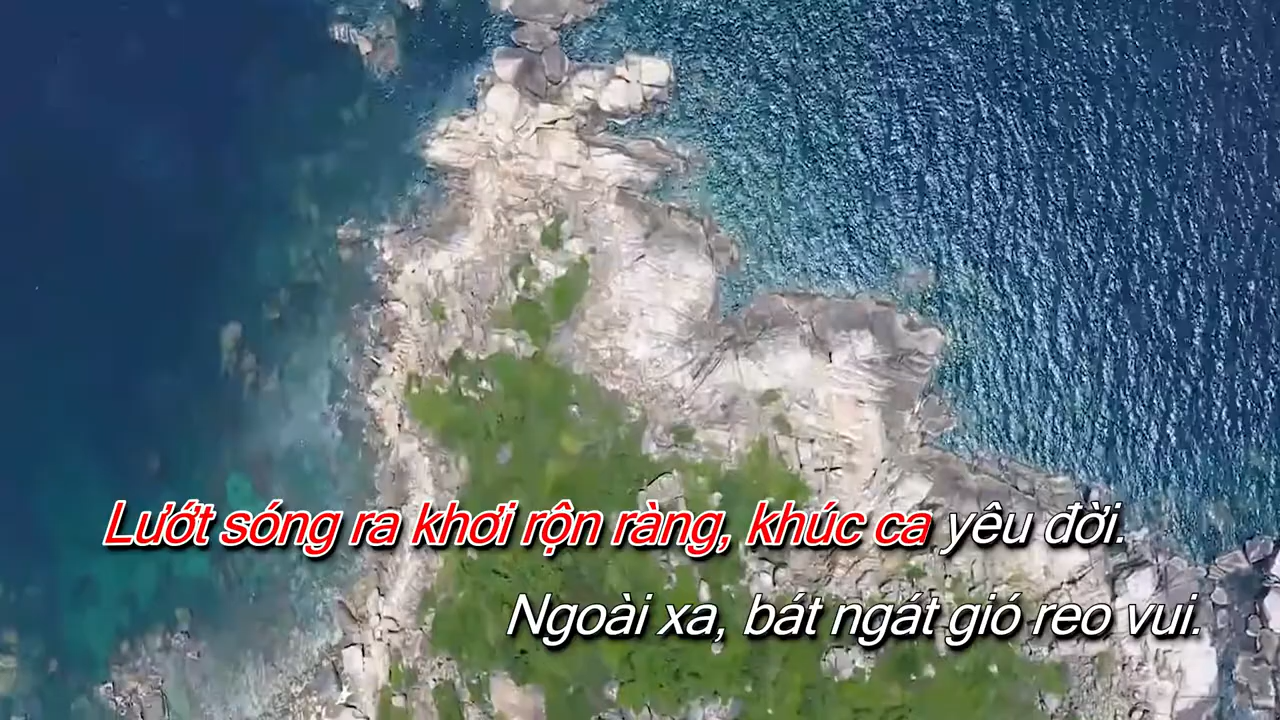 Lướt sóng ra khơi rộn ràng, khúc ca yêu đời.
Ngoài xa, bát ngát gió reo vui.